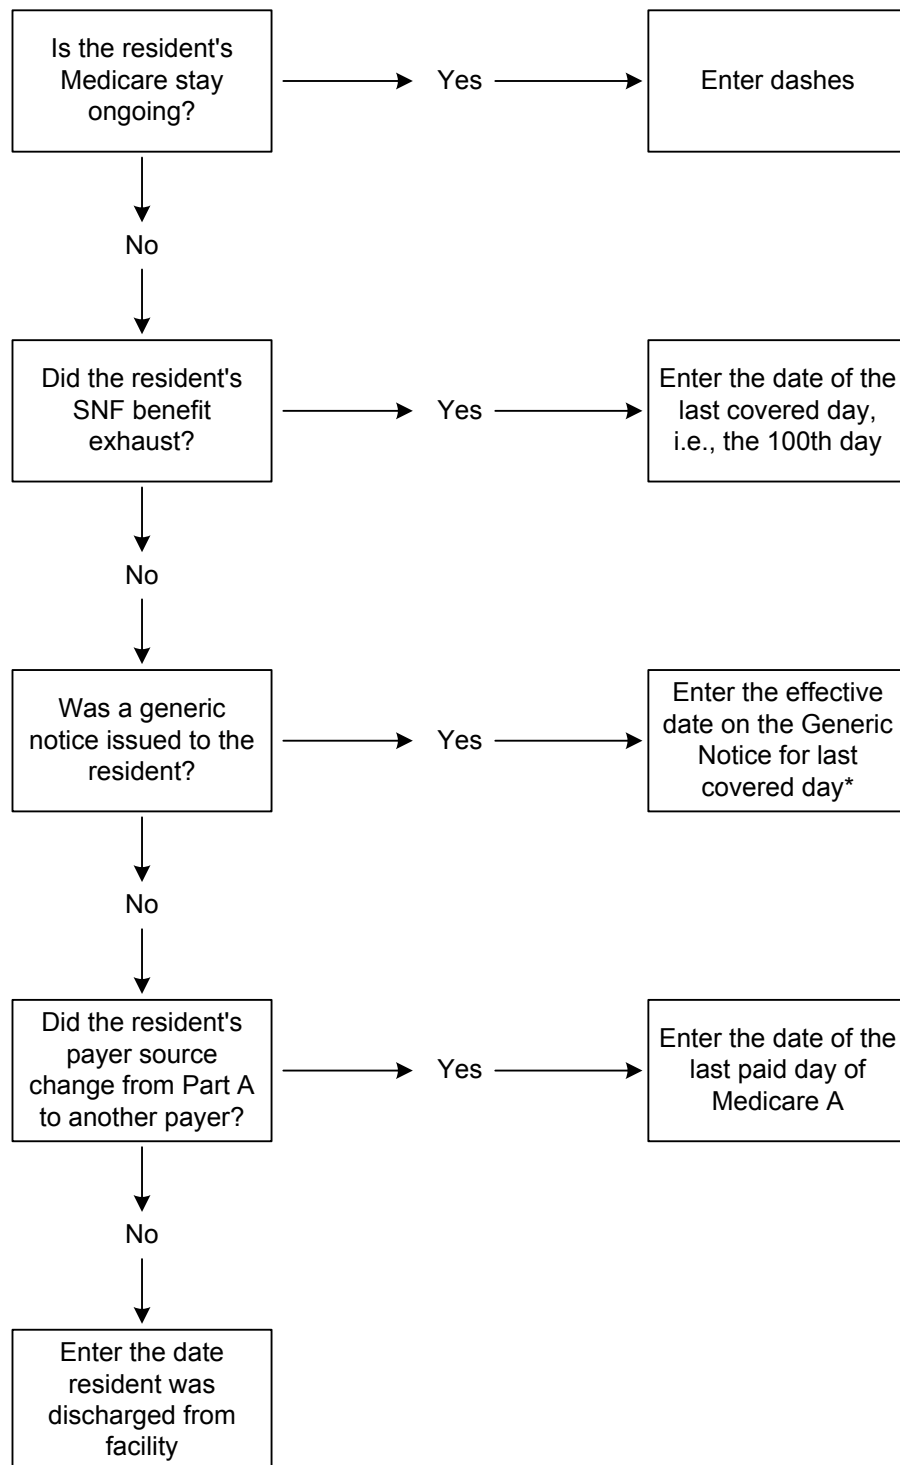 Is the resident's
Medicare stay
ongoing?
Yes
Enter dashes
No
Did the resident's
SNF benefit
exhaust?
Yes
Enter the date of the
last covered day,
i.e., the 100th day
No
Was a generic
notice issued to the
resident?
Yes
Enter the effective
date on the Generic
Notice for last
covered day*
No
Did the resident's
payer source
change from Part A
to another payer?
Yes
Enter the date of the
last paid day of
Medicare A
No
Enter the date
resident was
discharged from
facility